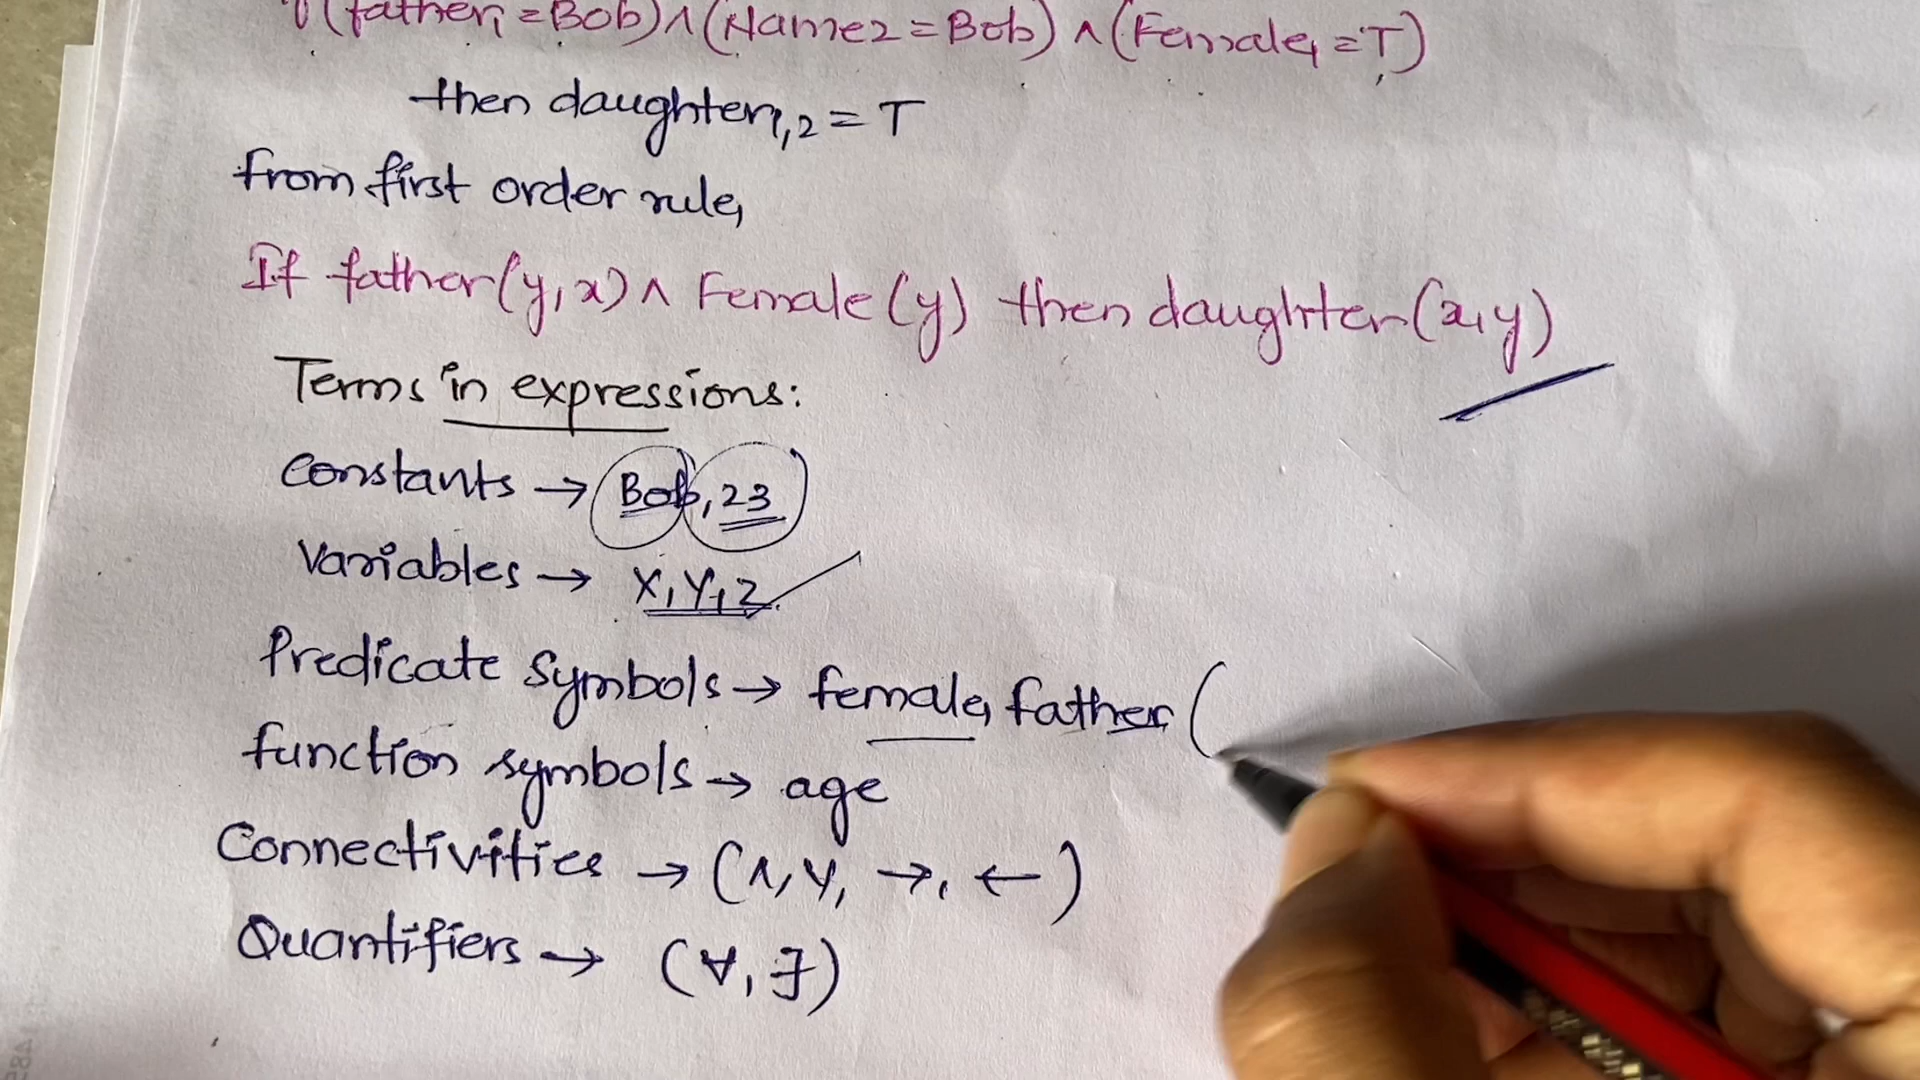 (father1 = Bob) ∧ (Name2 = Bob) ∧ (Female1 = T)
then daughter1,2 = T
from first order rule,
If father(y,x) ∧ Female(y) then daughter(x,y)
Terms in expressions:
Constants → Bob, 23
Variables → X, Y, Z
Predicate Symbols → female, father (
function symbols → age
Connectivities → (∧, ∨, →, ←)
Quantifiers → (∀, ∃)